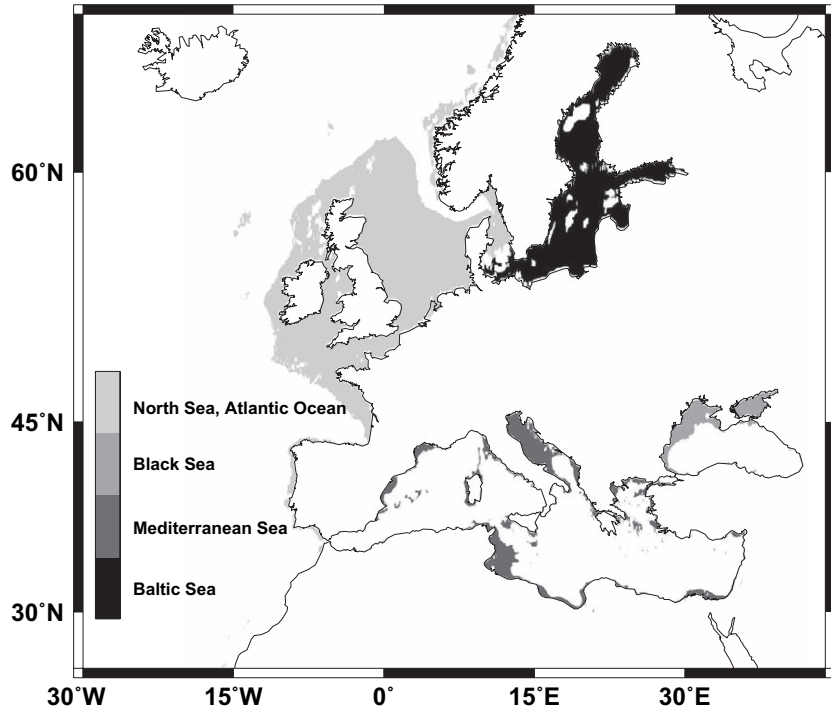 60˚N
45˚N
30˚N
North Sea, Atlantic Ocean
Black Sea
Mediterranean Sea
Baltic Sea
30˚W 15˚W 0˚ 15˚E 30˚E